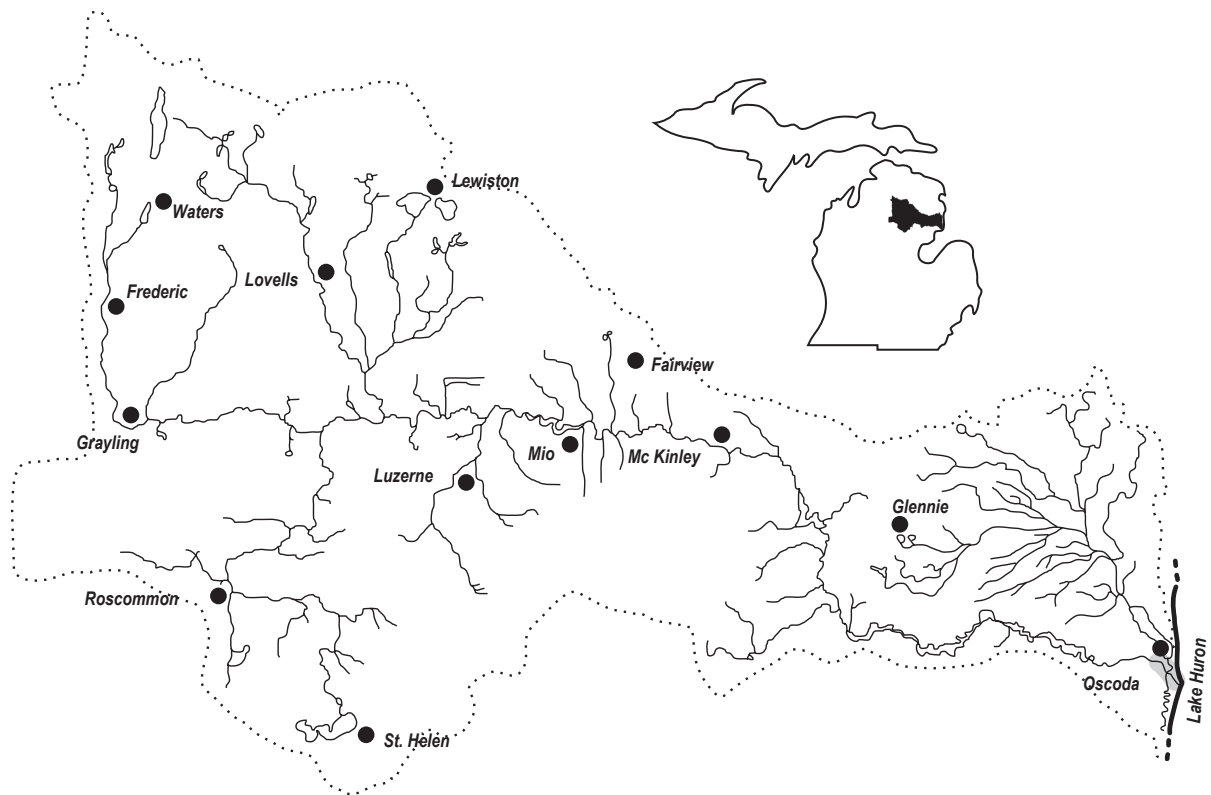 Lewiston
Waters
Lovells
Frederic
Fairview
Grayling
Mio
Mc Kinley
Luzerne
Glennie
Roscommon
Oscoda
Lake Huron
St. Helen